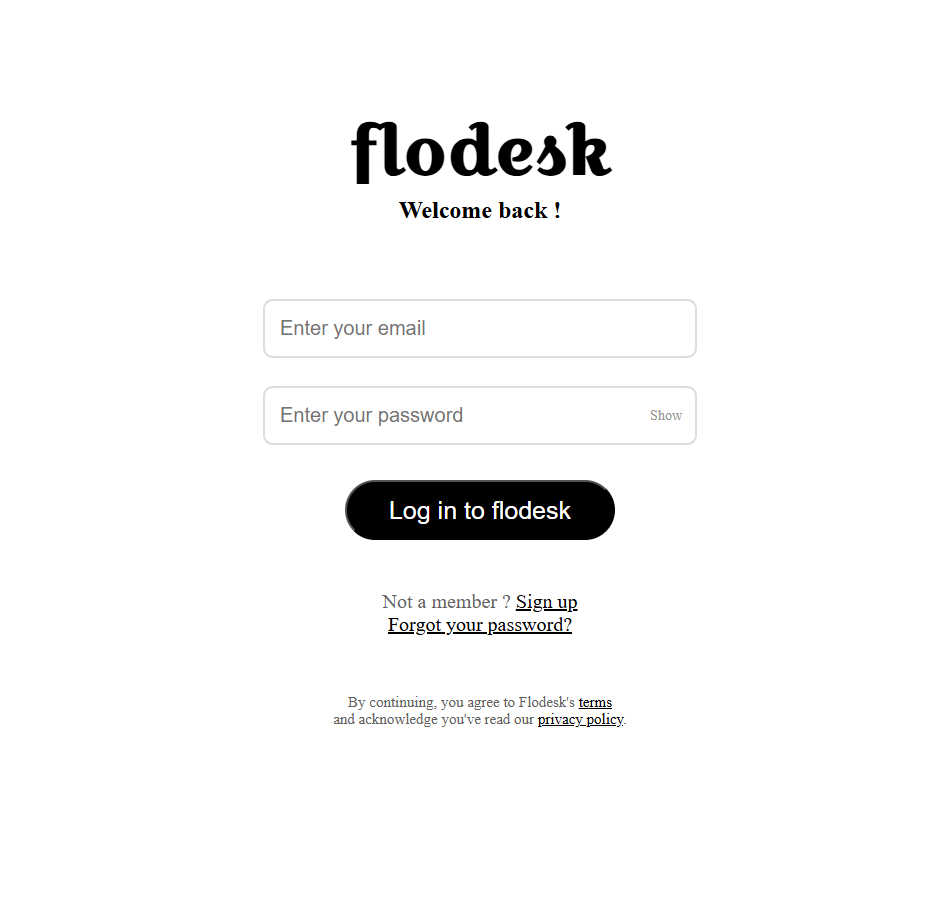 flodesk
Welcome back !
Enter your email
Enter your password
Show
Log in to flodesk
Not a member ? Sign up
Forgot your password?
By continuing, you agree to Flodesk's terms
and acknowledge you've read our privacy policy.